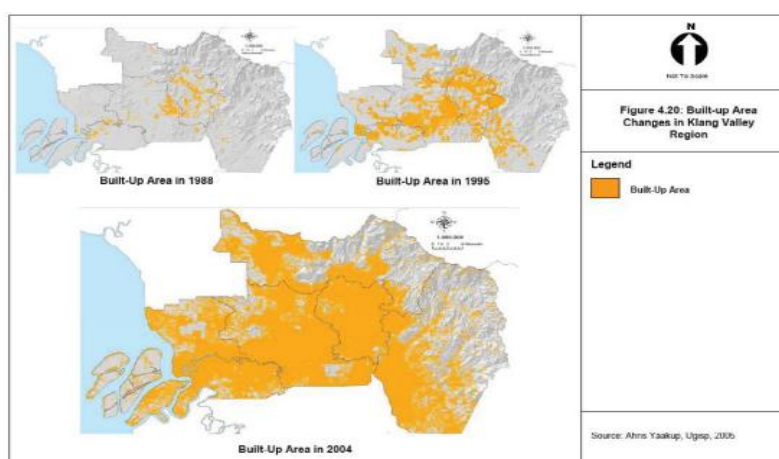 Built-Up Area in 1988
Built-Up Area in 1995
Built-Up Area in 2004
N
Not To Scale
Figure 4.20: Built-up Area
Changes in Klang Valley
Region
Legend
Built-Up Area
Source: Ahris Yaakup, Ugisp, 2005